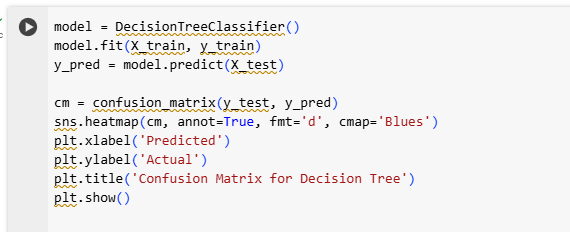 model = DecisionTreeClassifier()
model.fit(X_train, y_train)
y_pred = model.predict(X_test)
cm = confusion_matrix(y_test, y_pred)
sns.heatmap(cm, annot=True, fmt='d', cmap='Blues')
plt.xlabel('Predicted')
plt.ylabel('Actual')
plt.title('Confusion Matrix for Decision Tree')
plt.show()